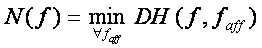 N(f) = min DH (f, f_aff)
∀f_aff